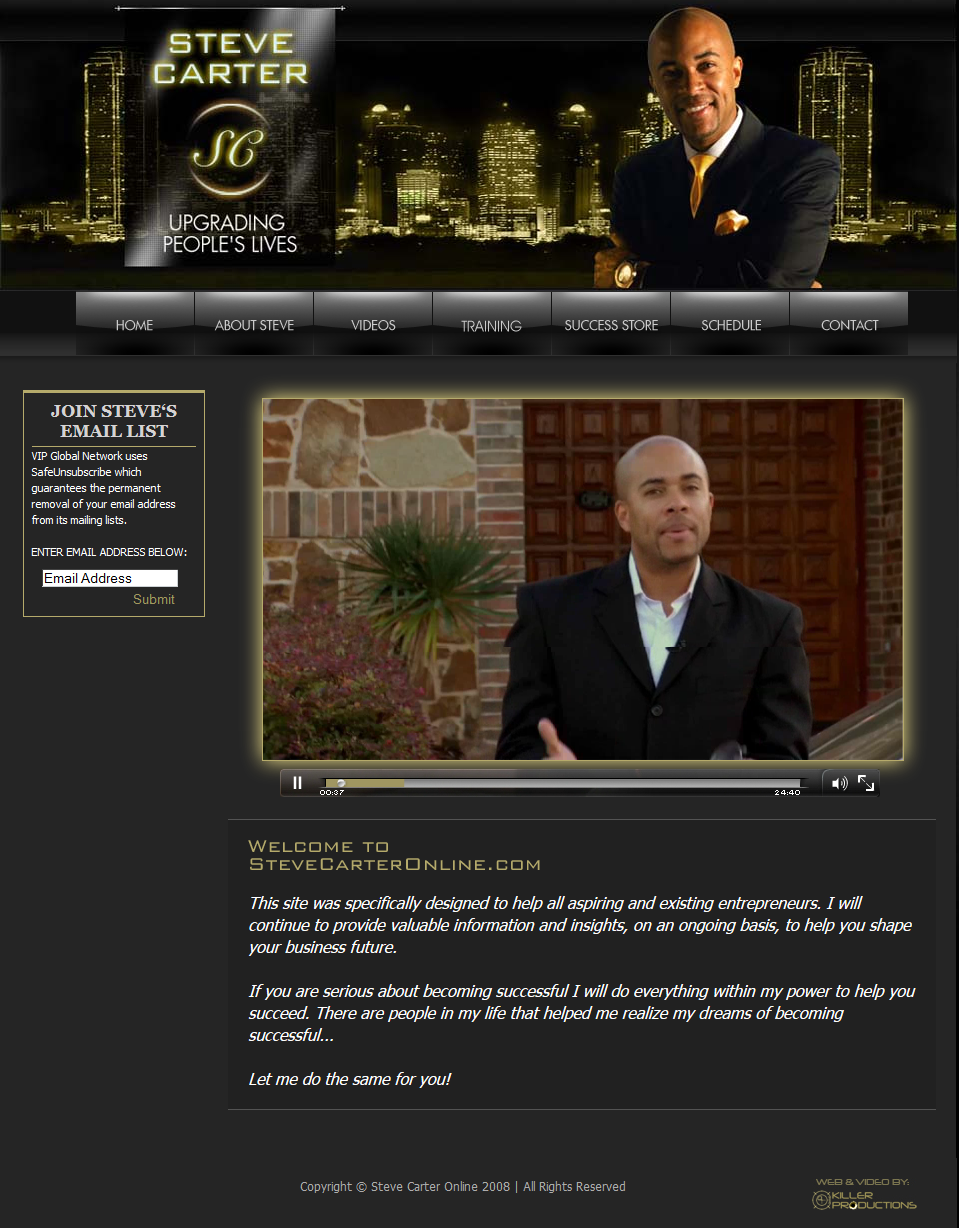 STEVE
CARTER
SC
UPGRADING
PEOPLE'S LIVES
HOME
ABOUT STEVE
VIDEOS
TRAINING
SUCCESS STORE
SCHEDULE
CONTACT
JOIN STEVE‘S
EMAIL LIST
VIP Global Network uses
SafeUnsubscribe which
guarantees the permanent
removal of your email address
from its mailing lists.
ENTER EMAIL ADDRESS BELOW:
Email Address
Submit
OPEN
00:37
24:40
WELCOME TO
STEVECARTERONLINE.COM
This site was specifically designed to help all aspiring and existing entrepreneurs. I will
continue to provide valuable information and insights, on an ongoing basis, to help you shape
your business future.
If you are serious about becoming successful I will do everything within my power to help you
succeed. There are people in my life that helped me realize my dreams of becoming
successful...
Let me do the same for you!
Copyright © Steve Carter Online 2008 | All Rights Reserved
WEB & VIDEO BY:
KILLER
PRODUCTIONS